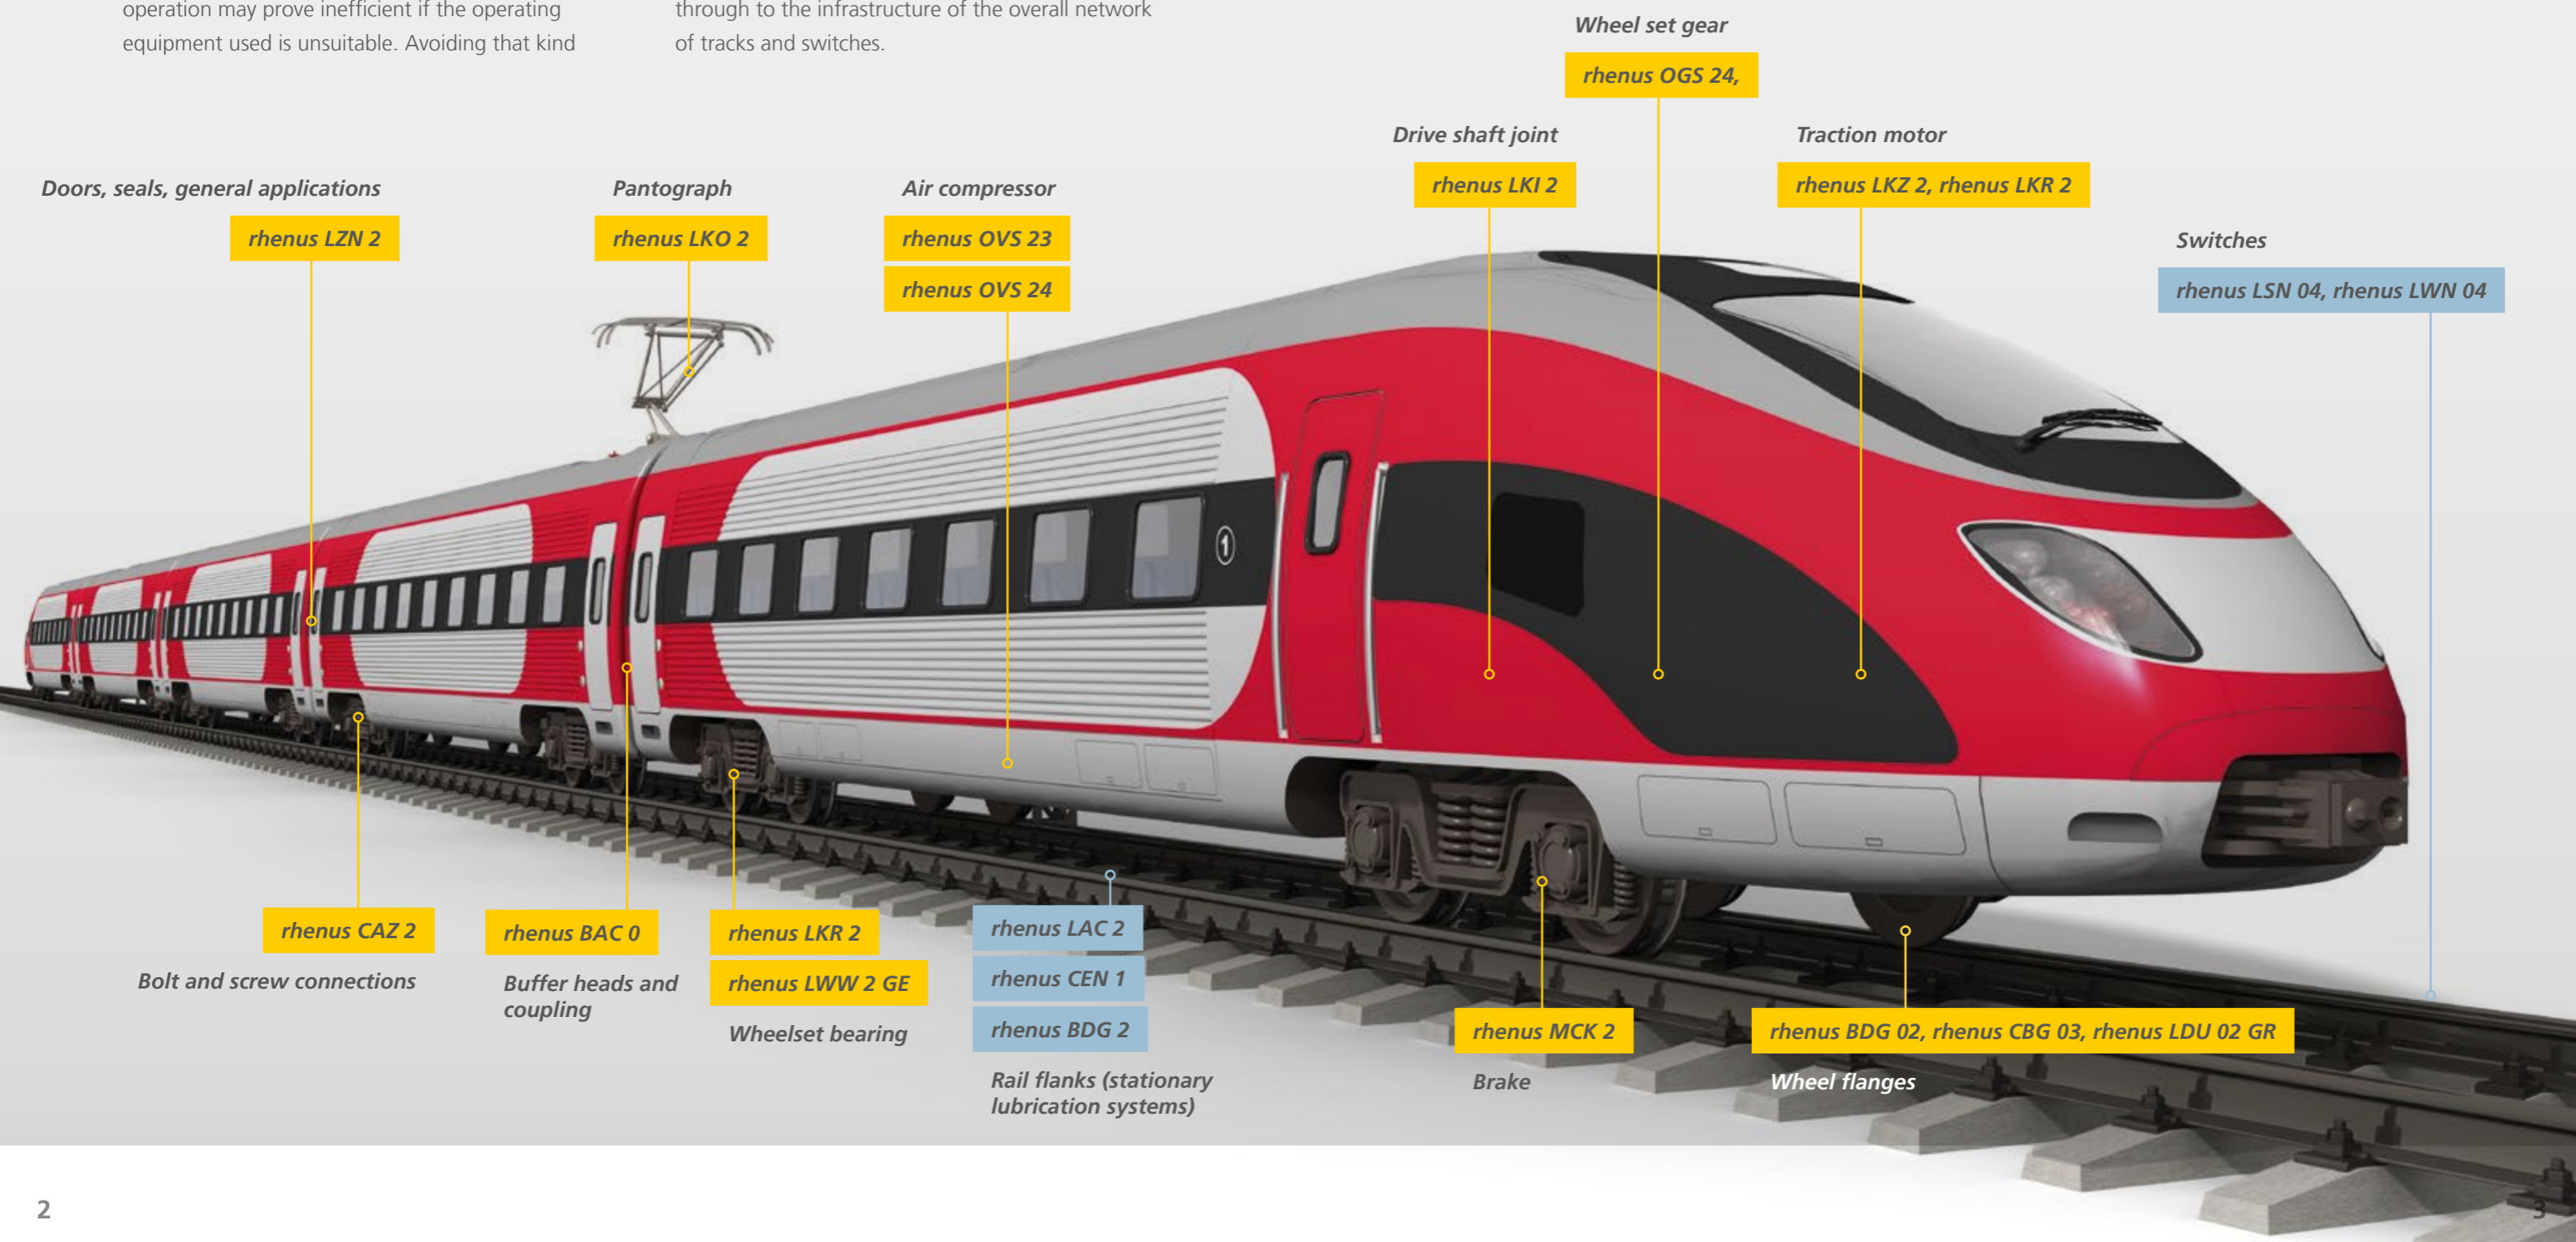 operation may prove inefficient if the operating
equipment used is unsuitable. Avoiding that kind
through to the infrastructure of the overall network
of tracks and switches.
Wheel set gear
rhenus OGS 24,
Drive shaft joint
rhenus LKI 2
Traction motor
rhenus LKZ 2, rhenus LKR 2
Doors, seals, general applications
rhenus LZN 2
Pantograph
rhenus LKO 2
Air compressor
rhenus OVS 23
rhenus OVS 24
Switches
rhenus LSN 04, rhenus LWN 04
1
rhenus CAZ 2
Bolt and screw connections
rhenus BAC 0
Buffer heads and
coupling
rhenus LKR 2
rhenus LWW 2 GE
Wheelset bearing
rhenus LAC 2
rhenus CEN 1
rhenus BDG 2
Rail flanks (stationary
lubrication systems)
rhenus MCK 2
Brake
rhenus BDG 02, rhenus CBG 03, rhenus LDU 02 GR
Wheel flanges
2
3